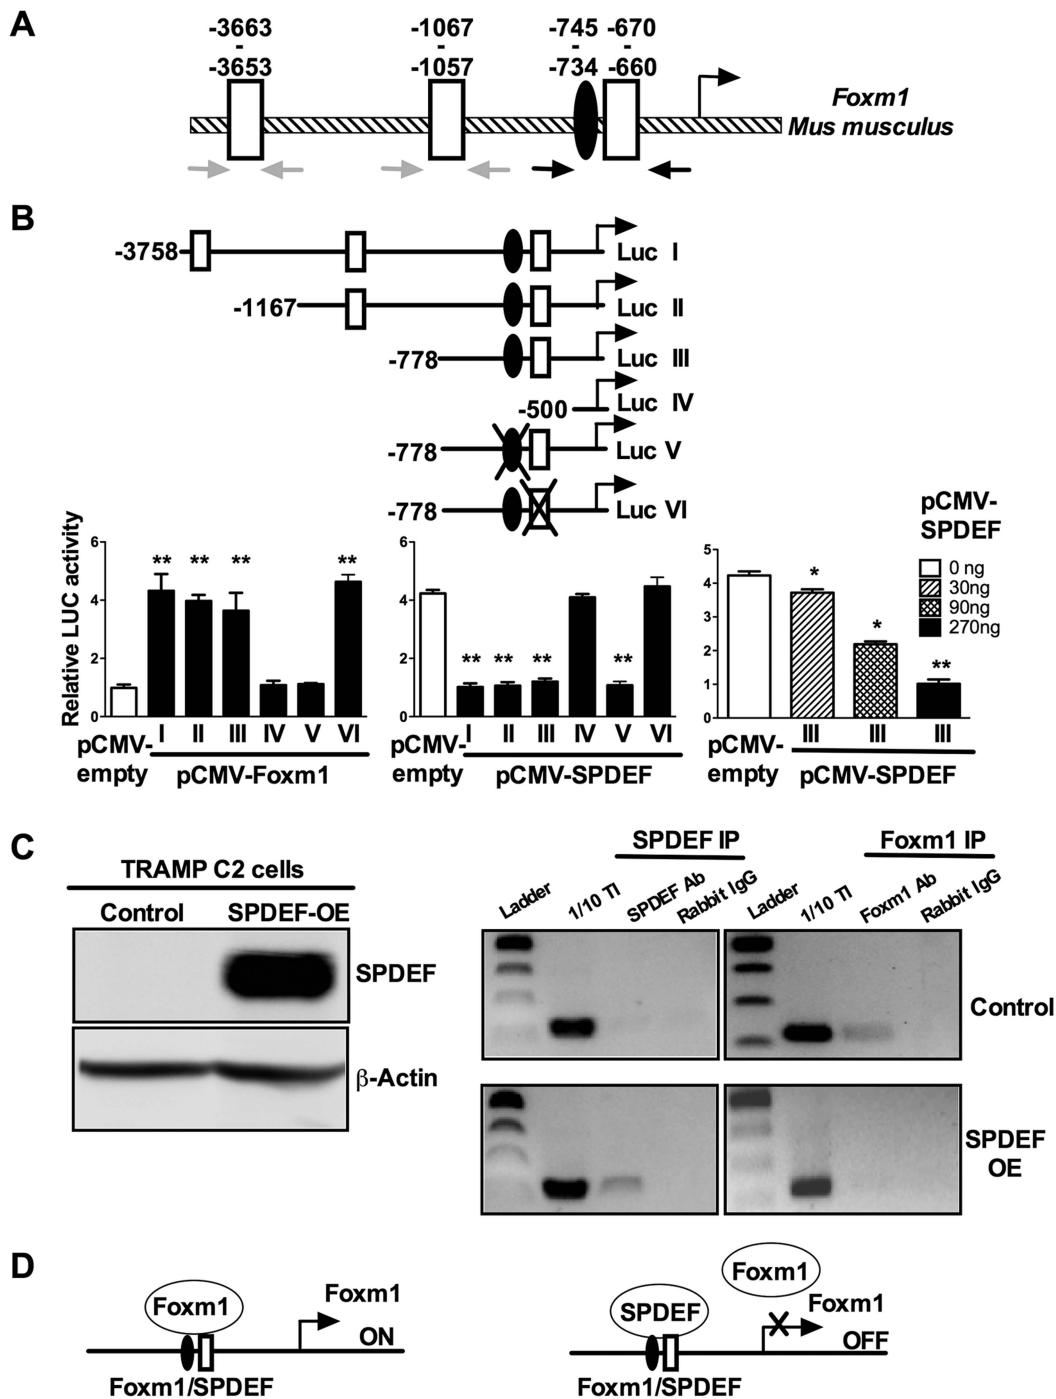 A
-3663
-
-3653
-1067
-
-1057
-745
-
-734
-670
-
-660
Foxm1
Mus musculus
B
-3758
Luc I
-1167
Luc II
-778
Luc III
-500
Luc IV
-778
Luc V
-778
Luc VI
Relative LUC activity
6
4
2
0
** ** ** **
I II III IV V VI
pCMV-
empty
pCMV-Foxm1
6
4
2
0
** ** ** **
I II III IV V VI
pCMV-
empty
pCMV-SPDEF
5
4
3
2
1
0
* * **
III III III
pCMV-
empty
pCMV-SPDEF
pCMV-
SPDEF
0 ng
30ng
90ng
270ng
C
TRAMP C2 cells
Control SPDEF-OE
SPDEF
β-Actin
SPDEF IP
Foxm1 IP
Ladder 1/10 TI SPDEF Ab Rabbit IgG
Ladder 1/10 TI Foxm1 Ab Rabbit IgG
Control
SPDEF
OE
D
Foxm1
Foxm1
ON
Foxm1/SPDEF
SPDEF
Foxm1
Foxm1
OFF
Foxm1/SPDEF